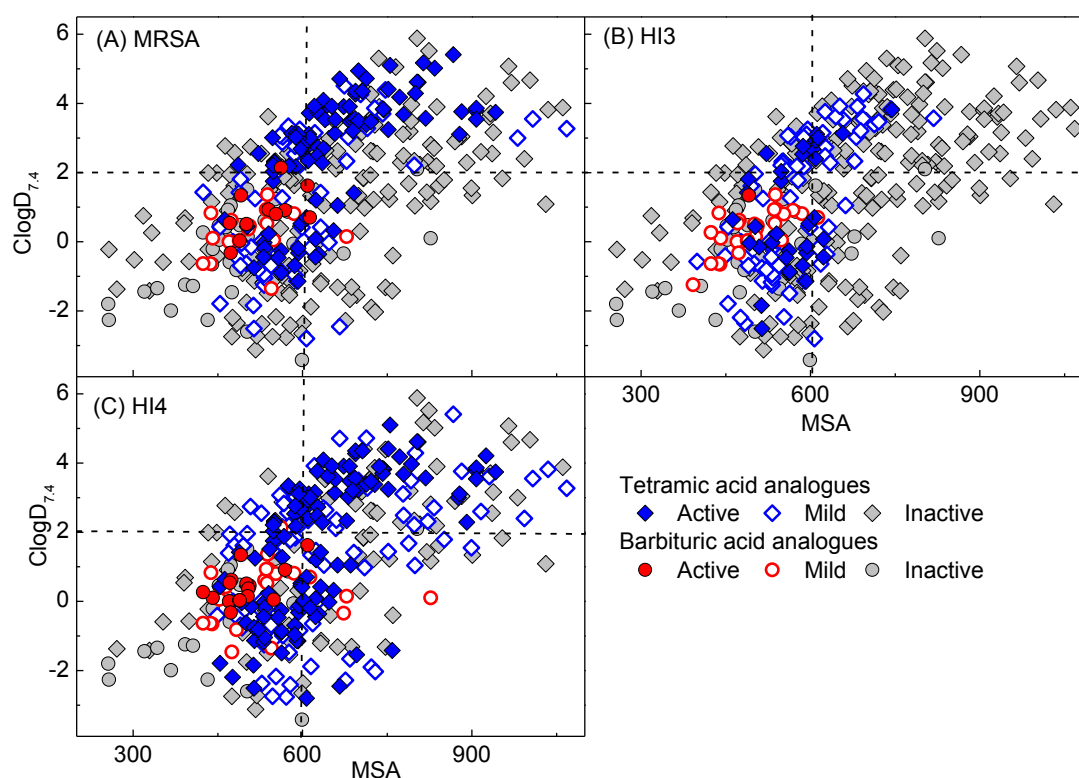 (A) MRSA
(B) HI3
6
4
2
0
-2
ClogD7.4
(C) HI4
300 600 900
MSA
6
4
2
0
-2
ClogD7.4
Tetramic acid analogues
Active Mild Inactive
Barbituric acid analogues
Active Mild Inactive
300 600 900
MSA